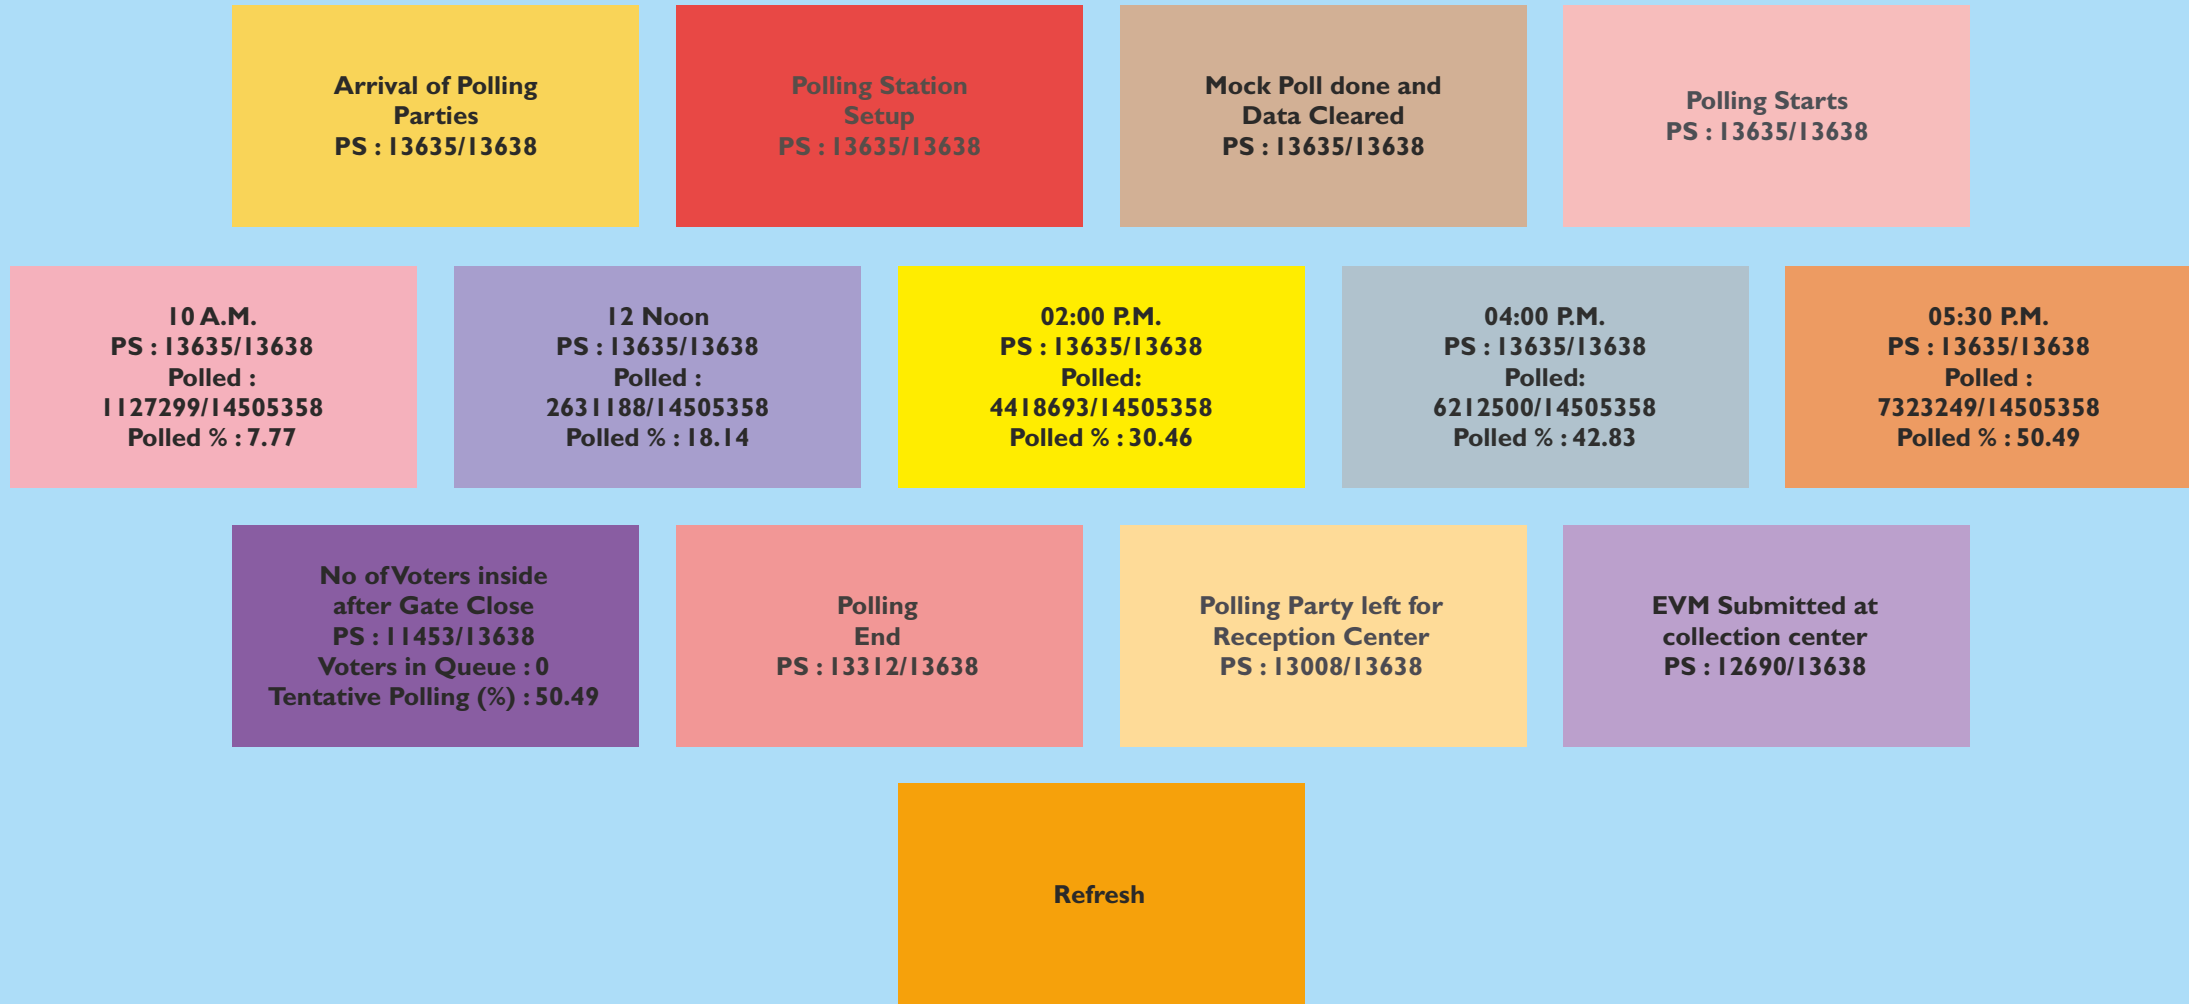 Arrival of Polling
Parties
PS : 13635/13638
Polling Station
Setup
PS : 13635/13638
Mock Poll done and
Data Cleared
PS : 13635/13638
Polling Starts
PS : 13635/13638
10 A.M.
PS : 13635/13638
Polled :
1127299/14505358
Polled % : 7.77
12 Noon
PS : 13635/13638
Polled :
2631188/14505358
Polled % : 18.14
02:00 P.M.
PS : 13635/13638
Polled:
4418693/14505358
Polled % : 30.46
04:00 P.M.
PS : 13635/13638
Polled:
6212500/14505358
Polled % : 42.83
05:30 P.M.
PS : 13635/13638
Polled :
7323249/14505358
Polled % : 50.49
No of Voters inside
after Gate Close
PS : 11453/13638
Voters in Queue : 0
Tentative Polling (%) : 50.49
Polling
End
PS : 13312/13638
Polling Party left for
Reception Center
PS : 13008/13638
EVM Submitted at
collection center
PS : 12690/13638
Refresh